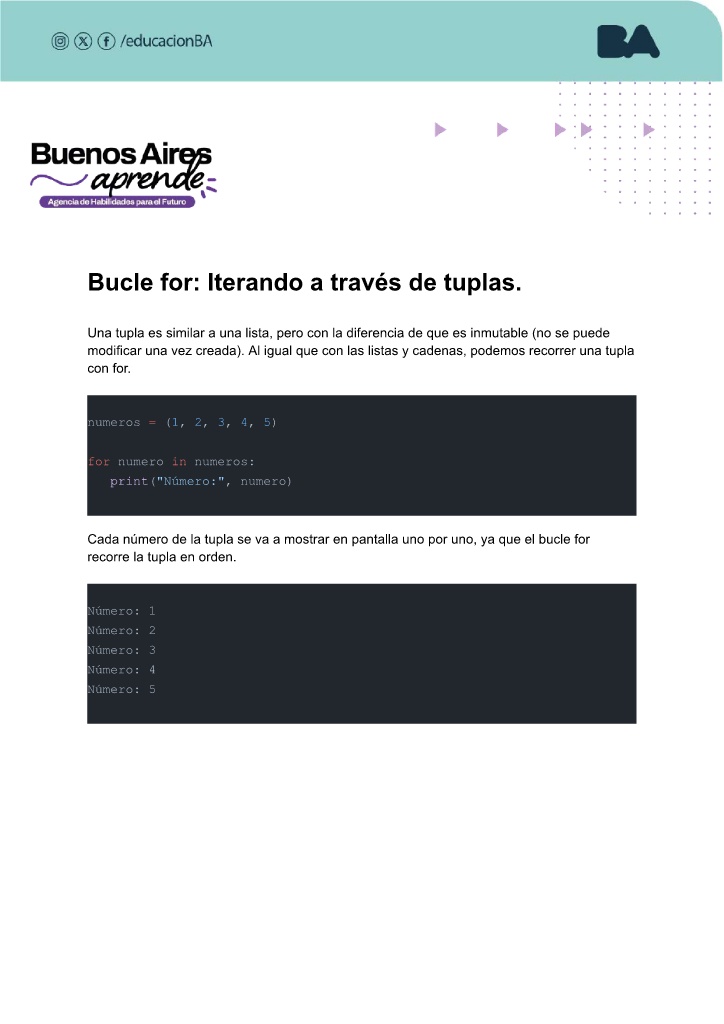 /educacionBA
BA
Buenos Aires
aprende
Agencia de Habilidades para el Futuro
Bucle for: Iterando a través de tuplas.
Una tupla es similar a una lista, pero con la diferencia de que es inmutable (no se puede
modificar una vez creada). Al igual que con las listas y cadenas, podemos recorrer una tupla
con for.
numeros = (1, 2, 3, 4, 5)
for numero in numeros:
   print("Número:", numero)
Cada número de la tupla se va a mostrar en pantalla uno por uno, ya que el bucle for
recorre la tupla en orden.
Número: 1
Número: 2
Número: 3
Número: 4
Número: 5